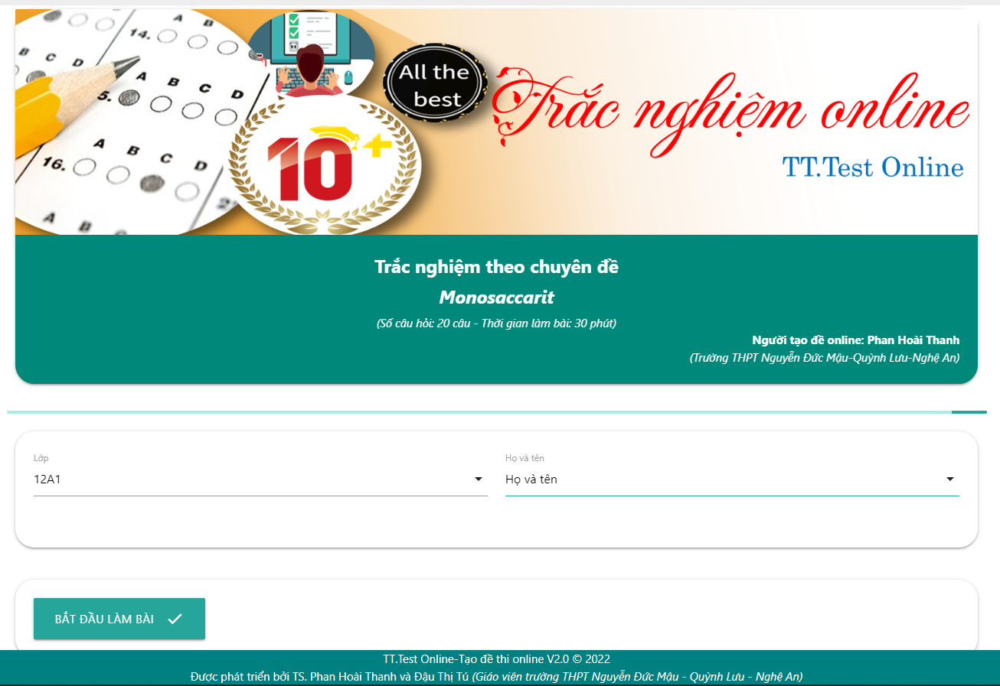 14.
A B
B C D
A B C D
5.
A B C D
16.
A B
All the
best
10+
Trắc nghiệm online
TT.Test Online
Trắc nghiệm theo chuyên đề
Monosaccarit
(Số câu hỏi: 20 câu - Thời gian làm bài: 30 phút)
Người tạo đề online: Phan Hoài Thanh
(Trường THPT Nguyễn Đức Mậu-Quỳnh Lưu-Nghệ An)
Lớp
Họ và tên
12A1
Họ và tên
BẮT ĐẦU LÀM BÀI
TT.Test Online-Tạo đề thi online V2.0 © 2022
Được phát triển bởi TS. Phan Hoài Thanh và Đậu Thị Tú (Giáo viên trường THPT Nguyễn Đức Mậu - Quỳnh Lưu - Nghệ An)